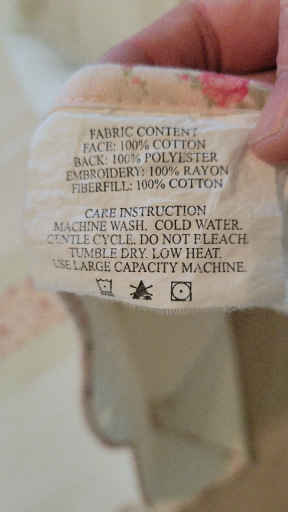 FABRIC CONTENT
FACE: 100% COTTON
BACK: 100% POLYESTER
EMBROIDERY: 100% RAYON
FIBERFILL: 100% COTTON
CARE INSTRUCTION
MACHINE WASH. COLD WATER.
GENTLE CYCLE. DO NOT BLEACH.
TUMBLE DRY. LOW HEAT.
USE LARGE CAPACITY MACHINE.